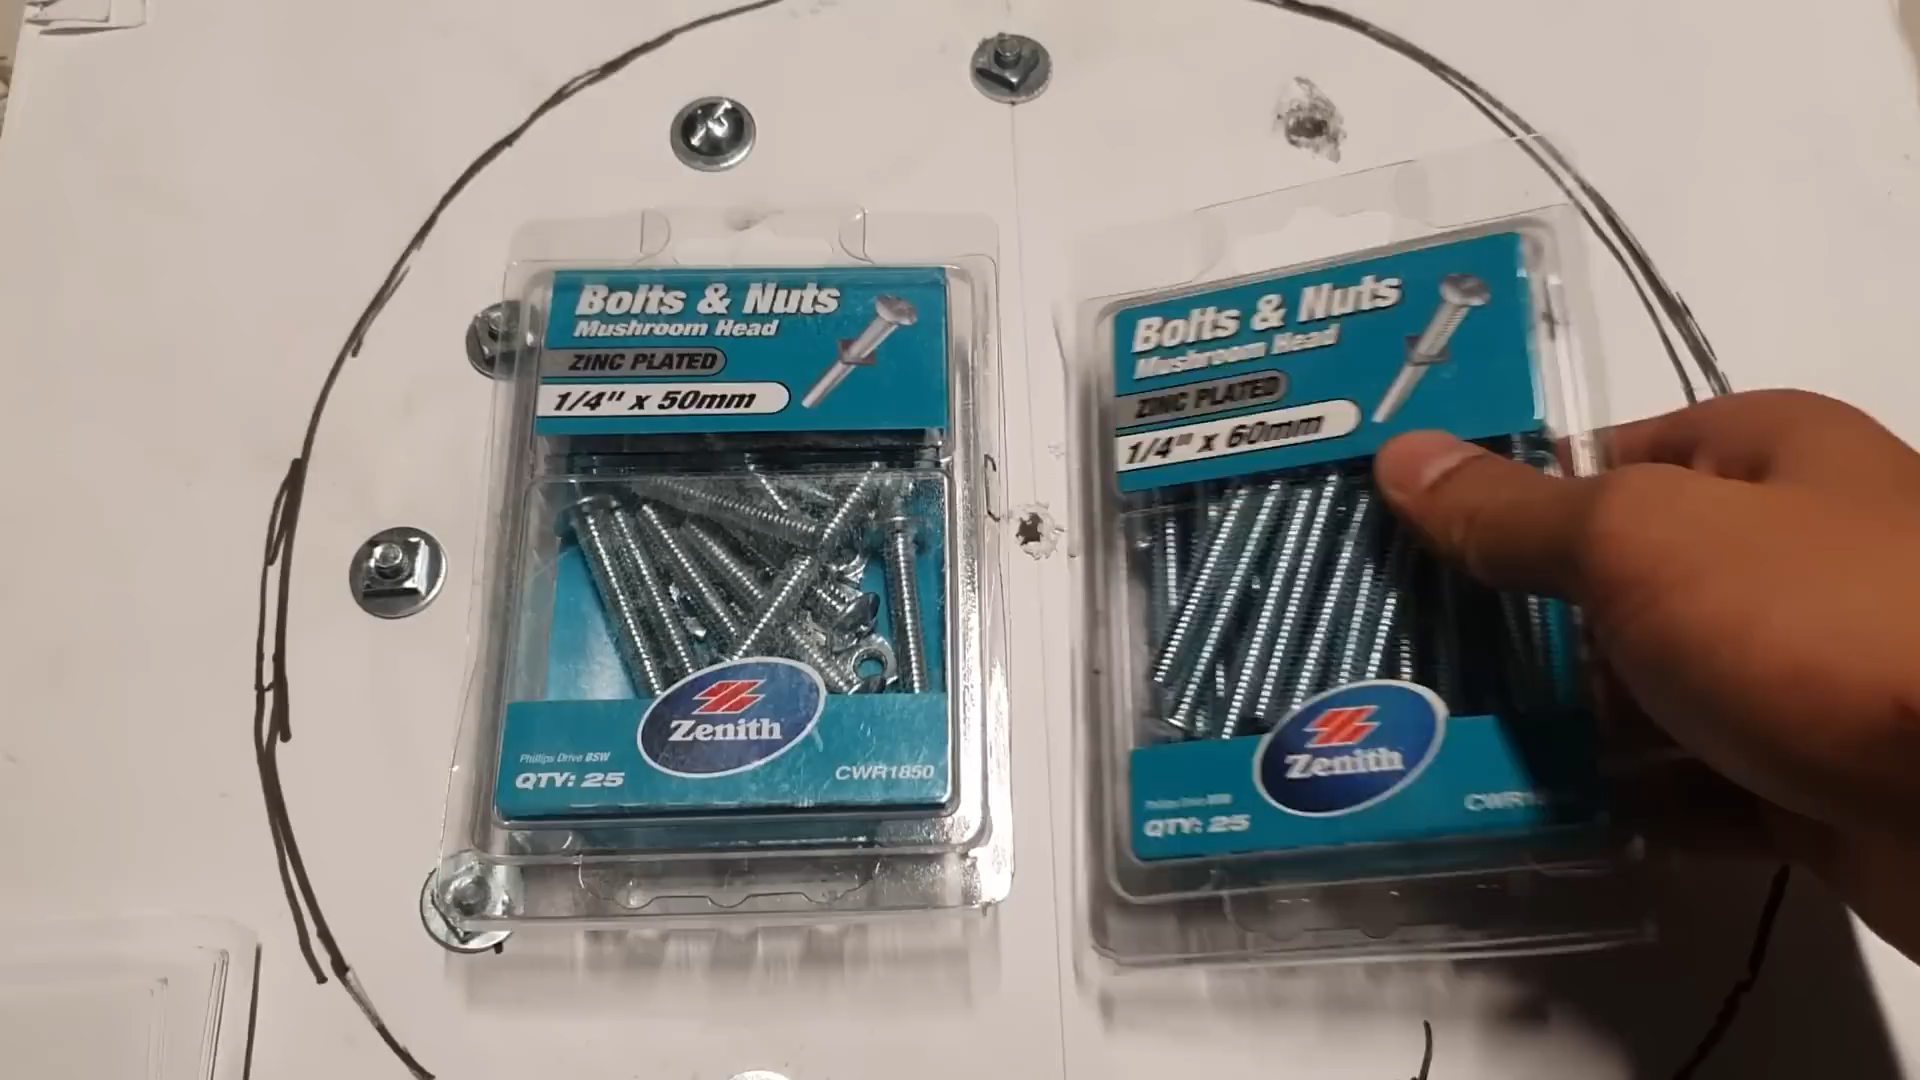 Bolts & Nuts
Mushroom Head
ZINC PLATED
1/4" x 50mm
Zenith
Phillips Drive BSW
QTY: 25
CWR1850
Bolts & Nuts
Mushroom Head
ZINC PLATED
1/4" x 60mm
Zenith
QTY: 25